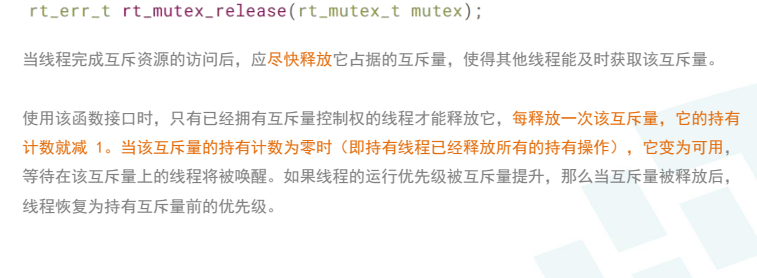 rt_err_t rt_mutex_release(rt_mutex_t mutex);
当线程完成互斥资源的访问后，应尽快释放它占据的互斥量，使得其他线程能及时获取该互斥量。
使用该函数接口时，只有已经拥有互斥量控制权的线程才能释放它，每释放一次该互斥量，它的持有
计数就减 1。当该互斥量的持有计数为零时（即持有线程已经释放所有的持有操作），它变为可用，
等待在该互斥量上的线程将被唤醒。如果线程的运行优先级被互斥量提升，那么当互斥量被释放后，
线程恢复为持有互斥量前的优先级。